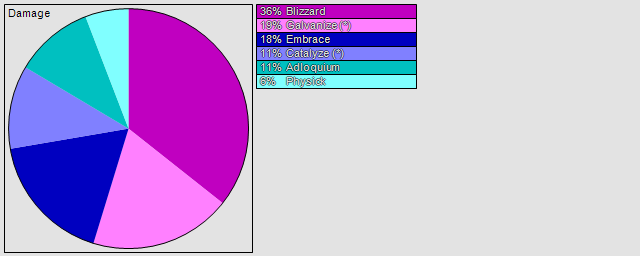 Damage
36% Blizzard
19% Galvanize (*)
18% Embrace
11% Catalyze (*)
11% Adloquium
6% Physick